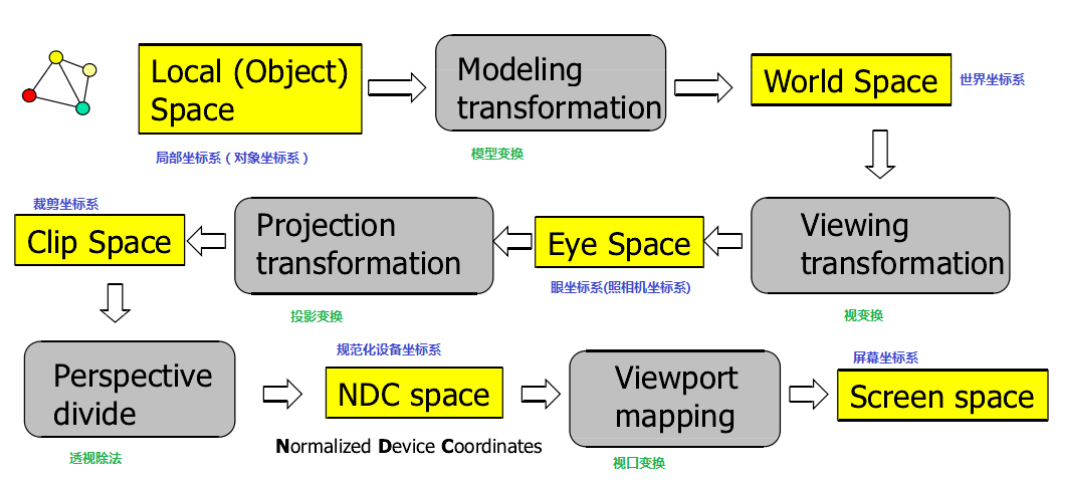 Local (Object)
Space
局部坐标系（对象坐标系）
Modeling
transformation
模型变换
World Space
世界坐标系
Viewing
transformation
视变换
Eye Space
眼坐标系(照相机坐标系)
Projection
transformation
投影变换
裁剪坐标系
Clip Space
Perspective
divide
透视除法
规范化设备坐标系
NDC space
Normalized Device Coordinates
Viewport
mapping
视口变换
屏幕坐标系
Screen space